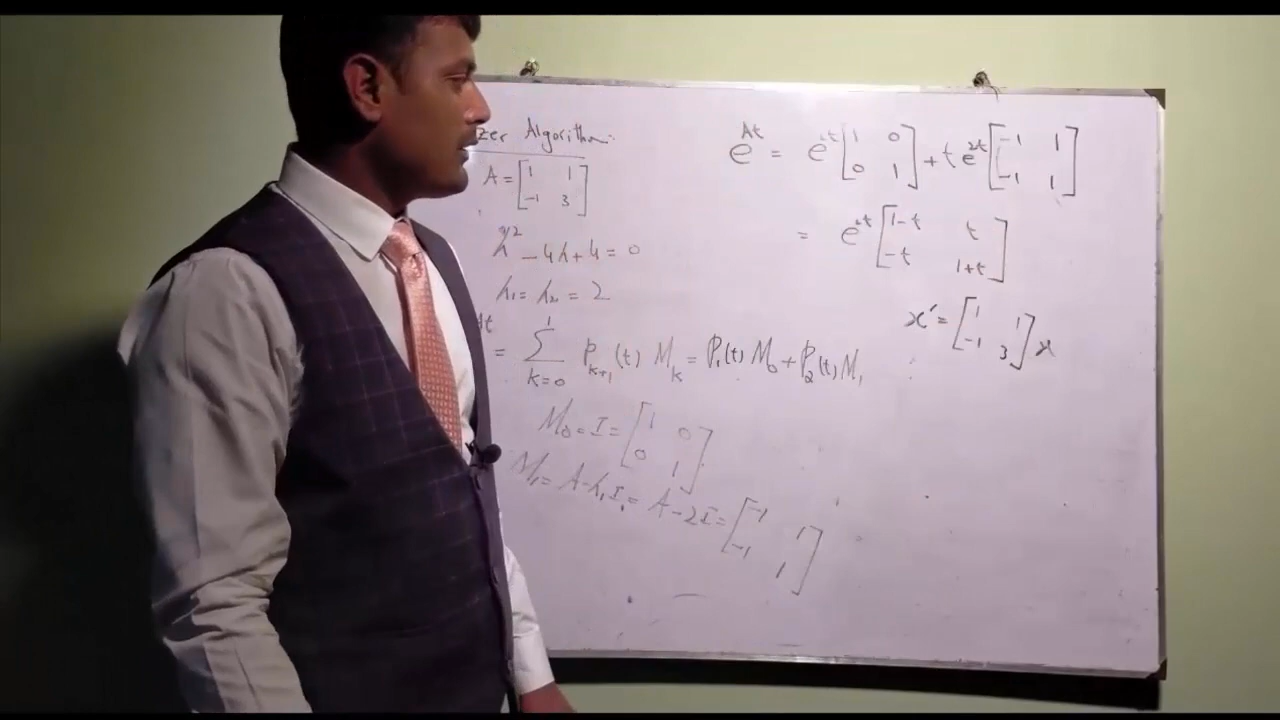 zer Algorithm:
A = [1 1; -1 3]
λ² - 4λ + 4 = 0
λ₁ = λ₂ = 2
At = Σ_{k=0}^{1} P_{k+1}(t) M_k = P₁(t) M₀ + P₂(t) M₁
M₀ = I = [1 0; 0 1]
M₁ = A - λ₁I = A - 2I = [-1 1; -1 1]
e^{At} = e^{2t} [1 0; 0 1] + t e^{2t} [-1 1; -1 1]
= e^{2t} [1-t t; -t 1+t]
x' = [1 1; -1 3] x